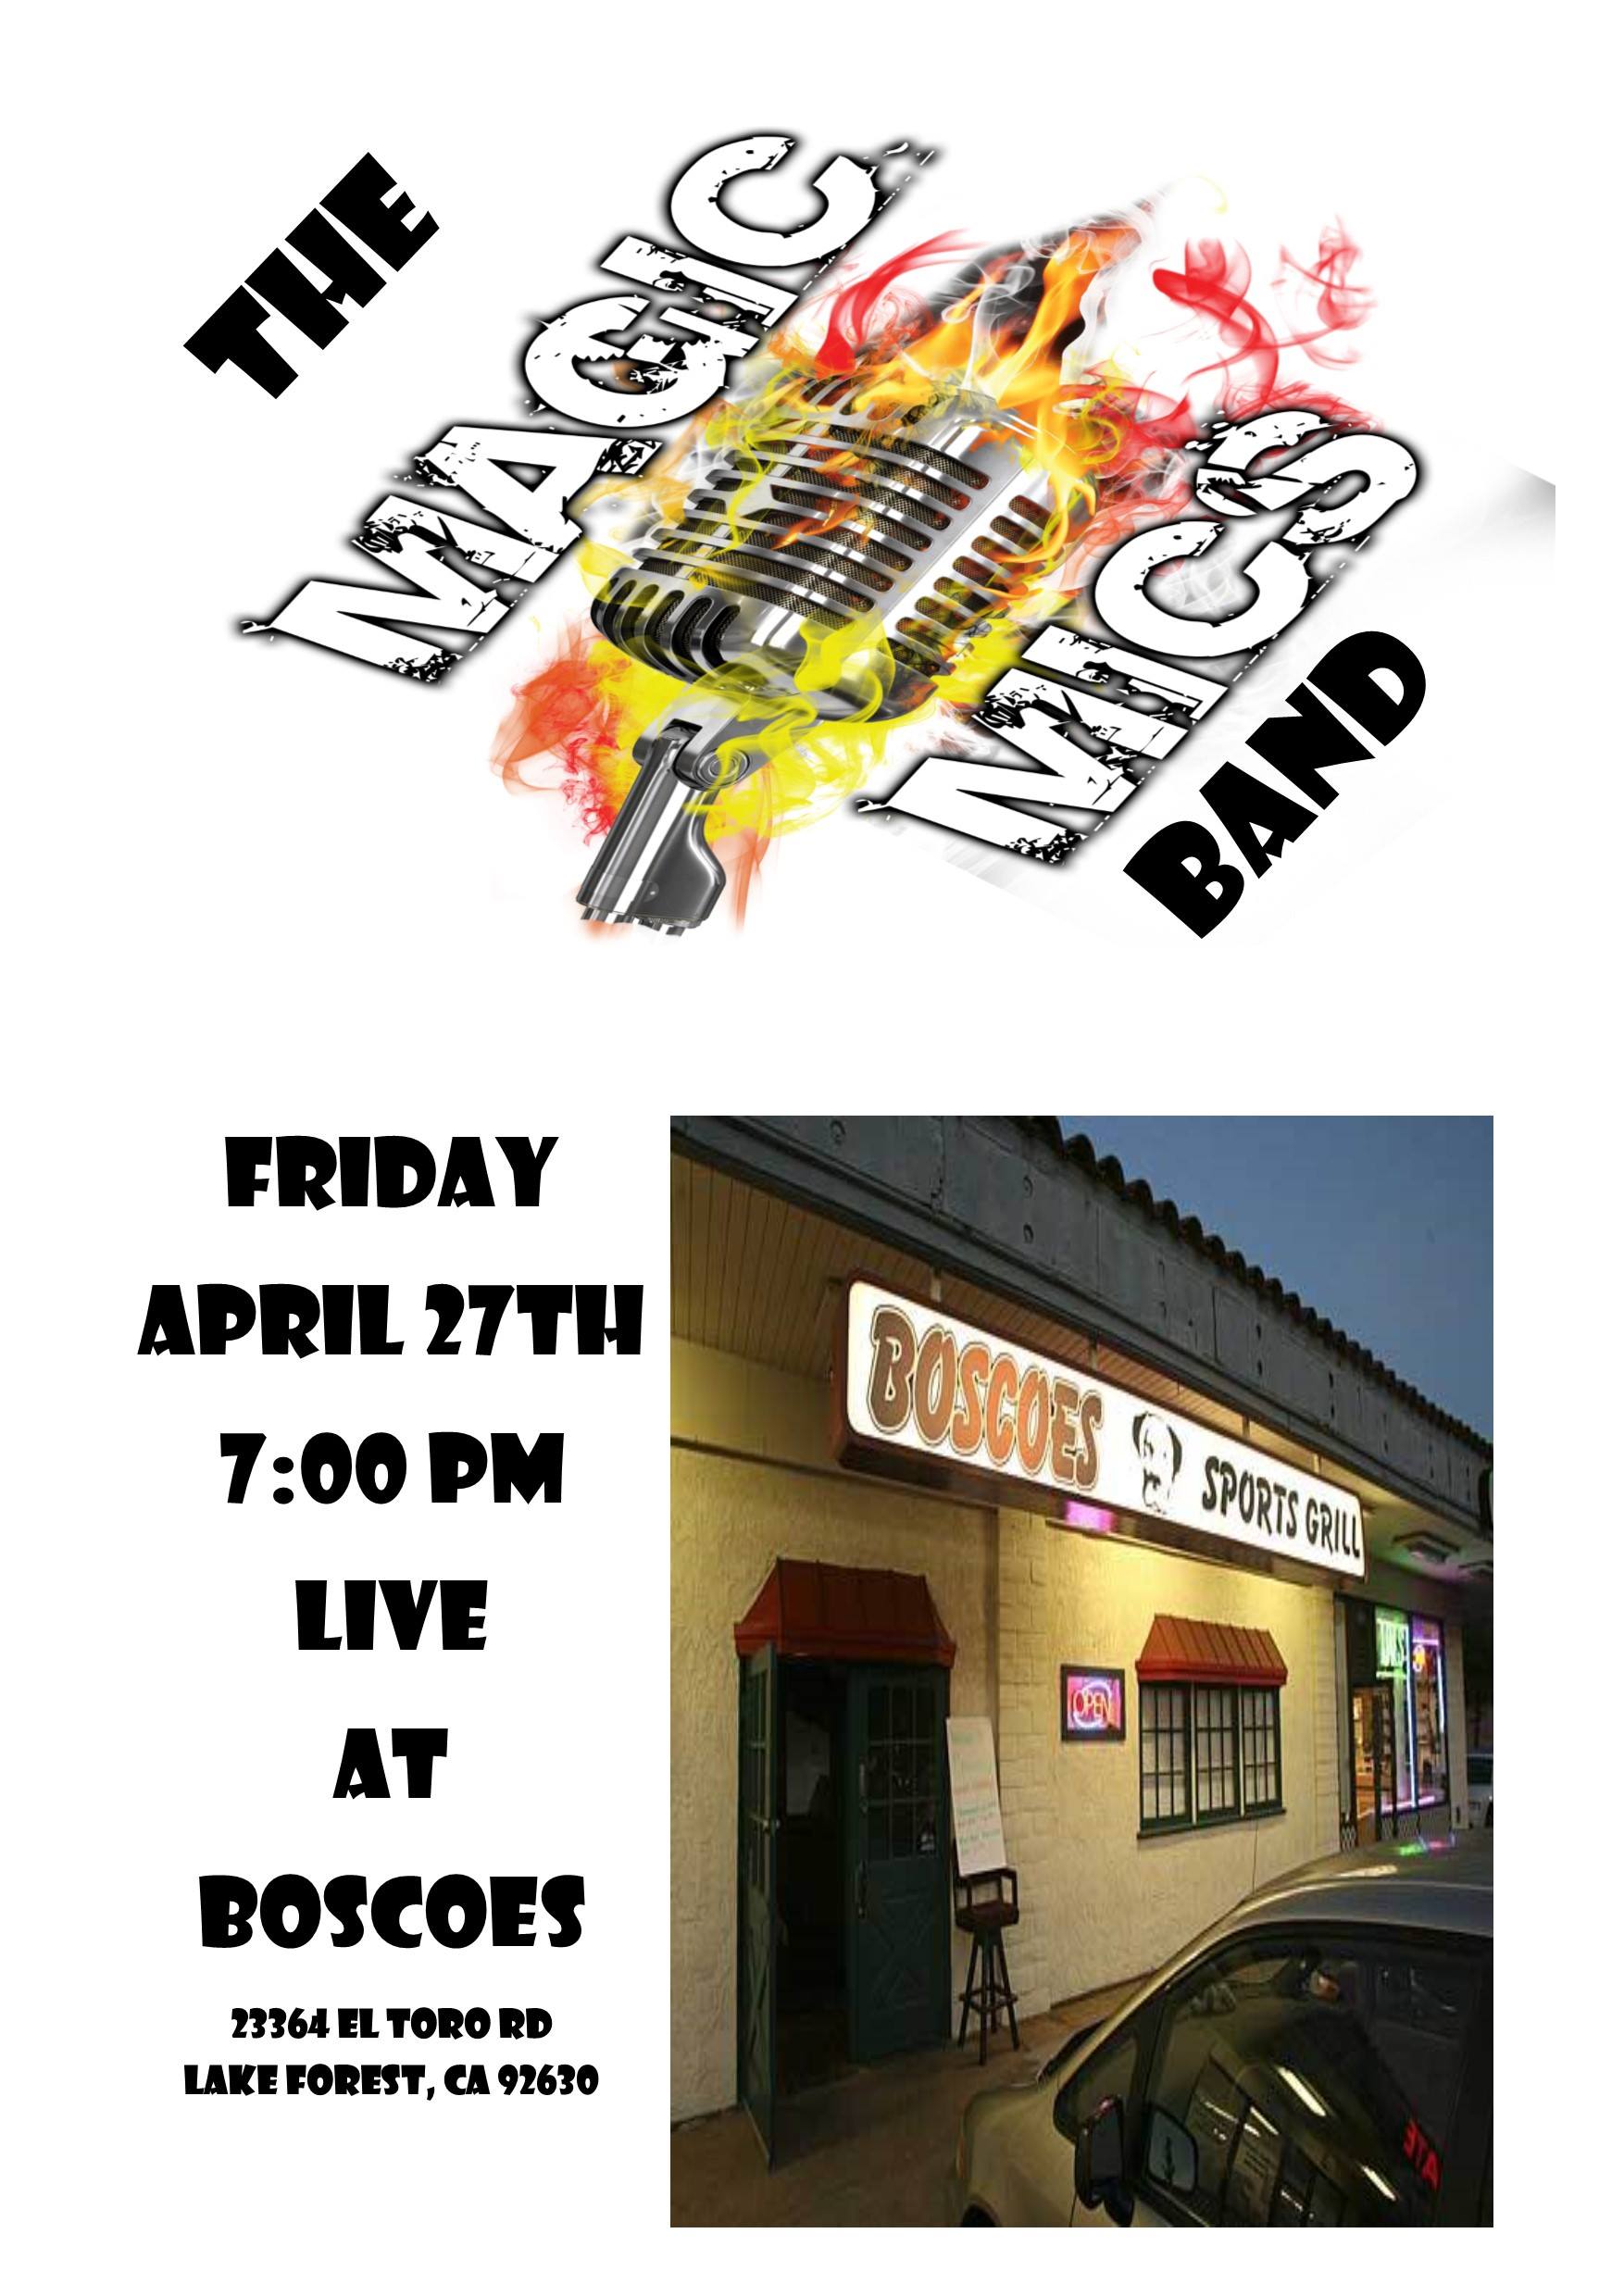 THE
MAGIC
MICS
BAND
FRIDAY
APRIL 27TH
7:00 PM
LIVE
AT
BOSCOES
23364 EL TORO RD
LAKE FOREST, CA 92630
BOSCOES SPORTS GRILL
OPEN